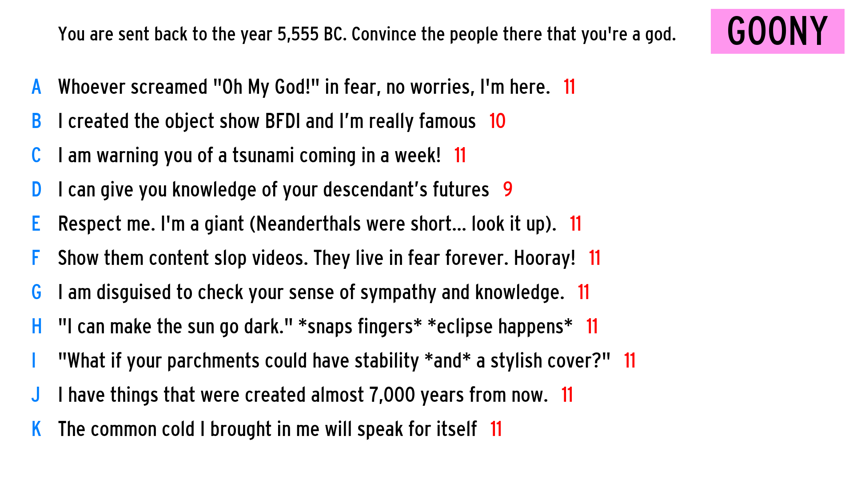 You are sent back to the year 5,555 BC. Convince the people there that you're a god.
GOONY
A Whoever screamed "Oh My God!" in fear, no worries, I'm here. 11
B I created the object show BFDI and I’m really famous 10
C I am warning you of a tsunami coming in a week! 11
D I can give you knowledge of your descendant’s futures 9
E Respect me. I'm a giant (Neanderthals were short... look it up). 11
F Show them content slop videos. They live in fear forever. Hooray! 11
G I am disguised to check your sense of sympathy and knowledge. 11
H "I can make the sun go dark." *snaps fingers* *eclipse happens* 11
I "What if your parchments could have stability *and* a stylish cover?" 11
J I have things that were created almost 7,000 years from now. 11
K The common cold I brought in me will speak for itself 11